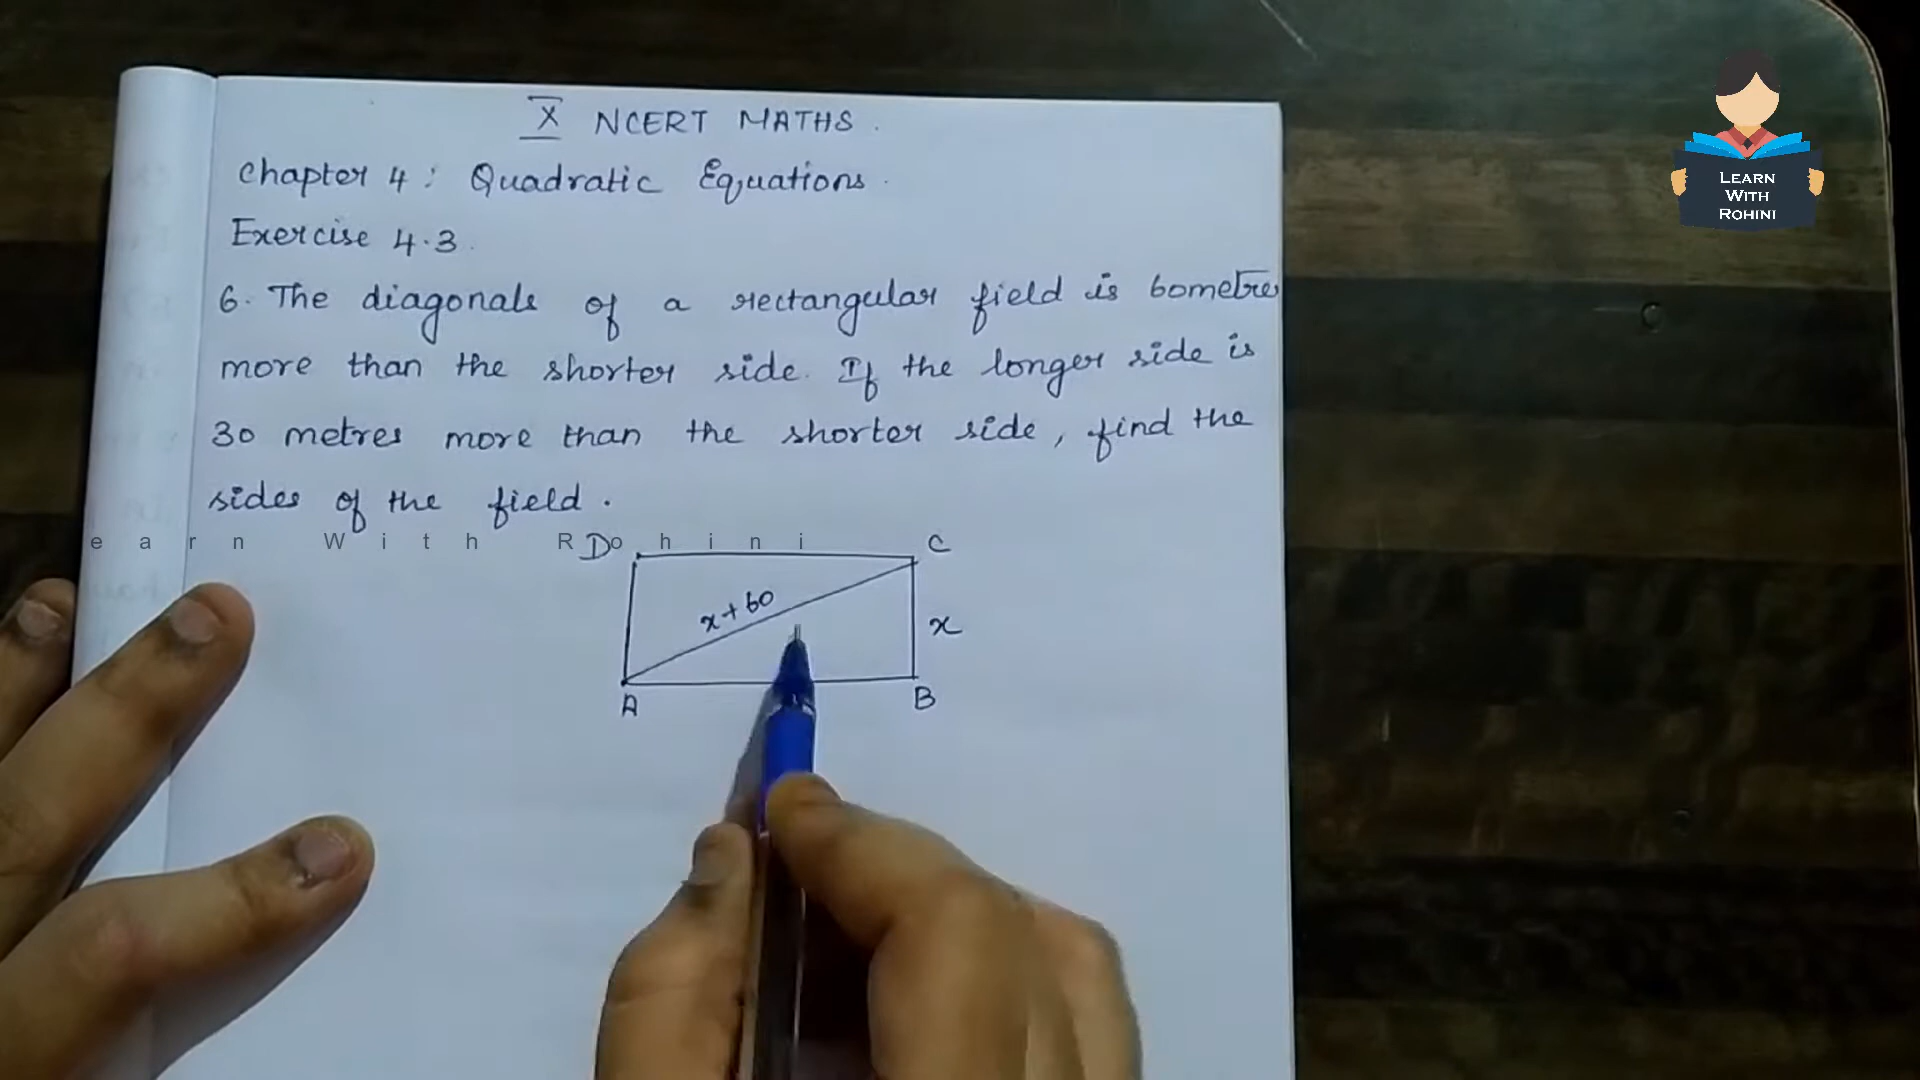 X NCERT MATHS.
Chapter 4: Quadratic Equations.
Exercise 4.3.
6. The diagonals of a rectangular field is 60metres
more than the shorter side. If the longer side is
30 metres more than the shorter side, find the
sides of the field.
earn With Rohini
D C
x+60
x
A B
LEARN
WITH
ROHINI